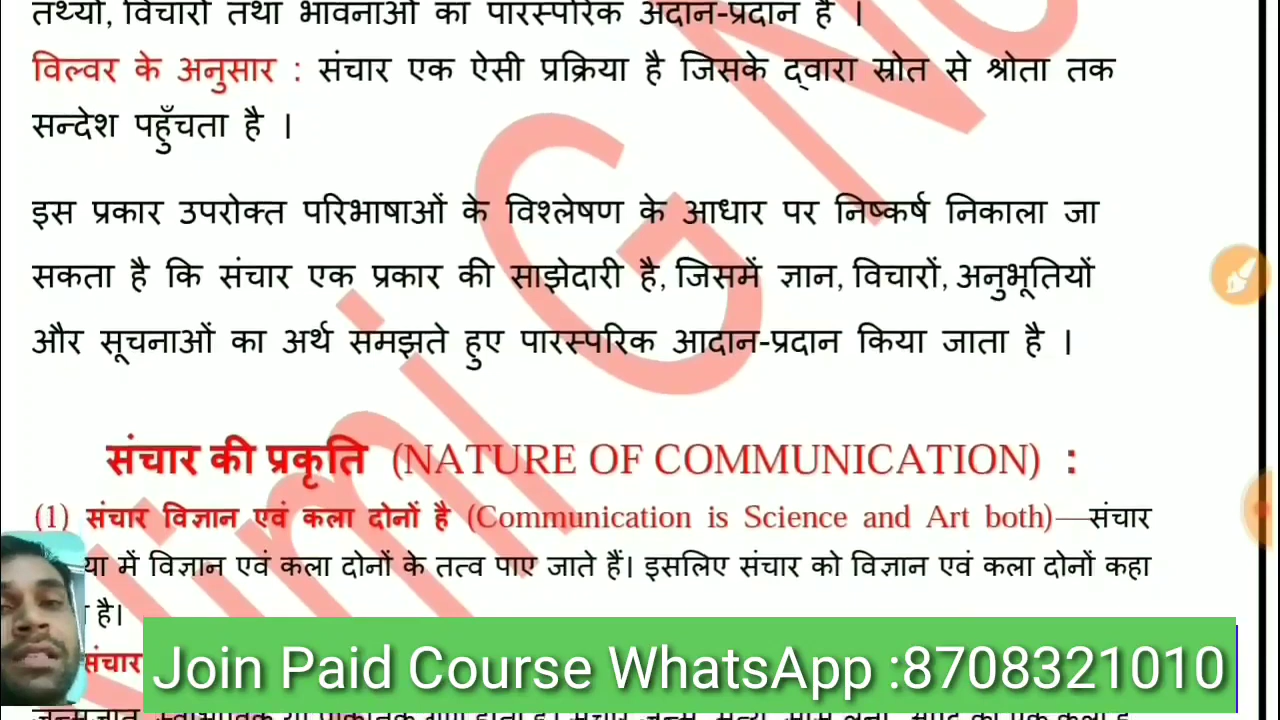 तथ्यों, विचारों तथा भावनाओं का पारस्परिक अदान-प्रदान है ।
विल्वर के अनुसार : संचार एक ऐसी प्रक्रिया है जिसके द्वारा स्रोत से श्रोता तक
सन्देश पहुँचता है ।
इस प्रकार उपरोक्त परिभाषाओं के विश्लेषण के आधार पर निष्कर्ष निकाला जा
सकता है कि संचार एक प्रकार की साझेदारी है, जिसमें ज्ञान, विचारों, अनुभूतियों
और सूचनाओं का अर्थ समझते हुए पारस्परिक आदान-प्रदान किया जाता है ।
संचार की प्रकृति (NATURE OF COMMUNICATION) :
(1) संचार विज्ञान एवं कला दोनों है (Communication is Science and Art both)—संचार
में विज्ञान एवं कला दोनों के तत्व पाए जाते हैं। इसलिए संचार को विज्ञान एवं कला दोनों कहा
है।
संचार
Join Paid Course WhatsApp :8708321010